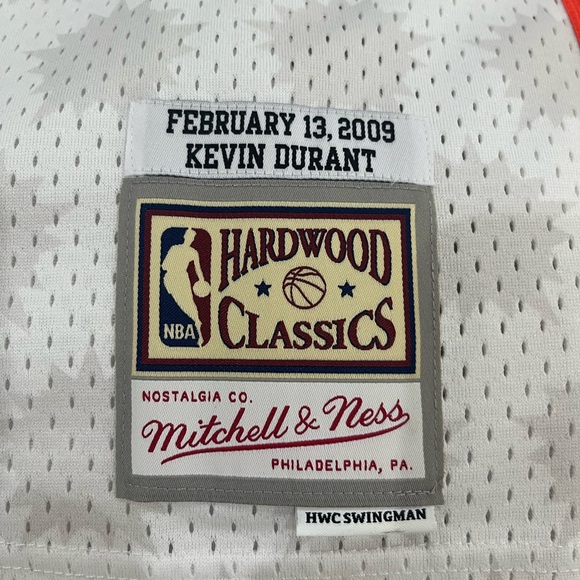 FEBRUARY 13, 2009
KEVIN DURANT
HARDWOOD
NBA
CLASSICS
NOSTALGIA CO.
Mitchell & Ness
PHILADELPHIA, PA.
HWC SWINGMAN